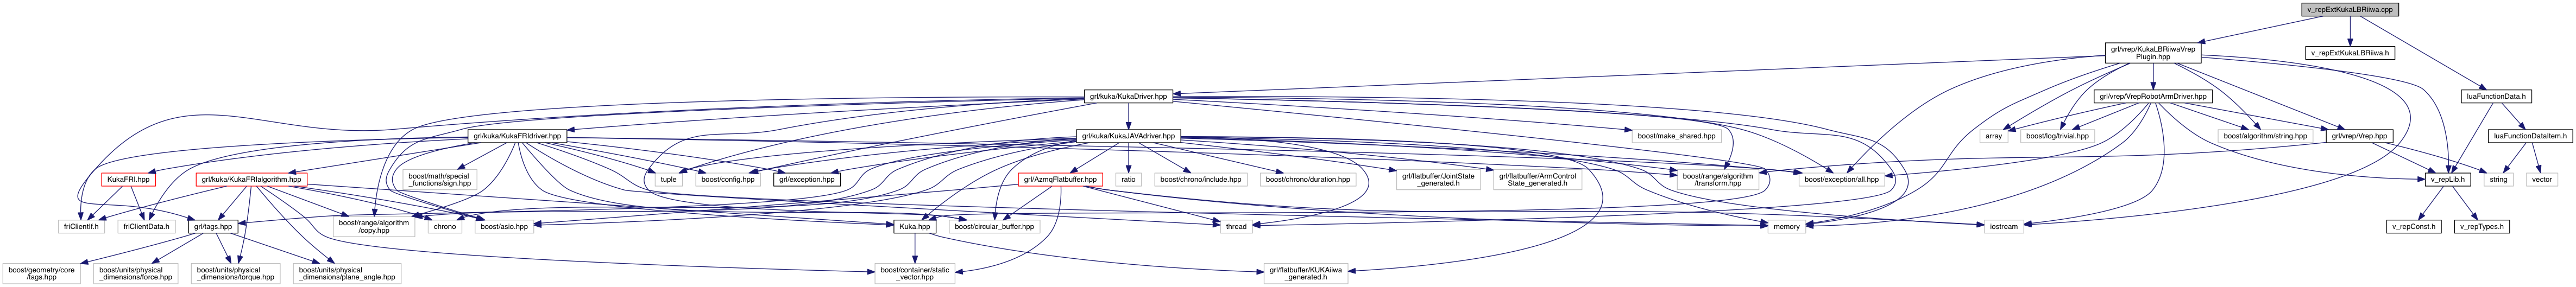 v_repExtKukaLBRiiwa.cpp
grl/vrep/KukaLBRiiwaVrep
Plugin.hpp
v_repExtKukaLBRiiwa.h
grl/kuka/KukaDriver.hpp
grl/vrep/VrepRobotArmDriver.hpp
luaFunctionData.h
grl/kuka/KukaFRIdriver.hpp
grl/kuka/KukaJAVAdriver.hpp
boost/make_shared.hpp
array
boost/log/trivial.hpp
boost/algorithm/string.hpp
grl/vrep/Vrep.hpp
luaFunctionDataItem.h
KukaFRI.hpp
grl/kuka/KukaFRIalgorithm.hpp
boost/math/special
_functions/sign.hpp
tuple
boost/config.hpp
grl/exception.hpp
grl/AzmqFlatbuffer.hpp
ratio
boost/chrono/include.hpp
boost/chrono/duration.hpp
grl/flatbuffer/JointState
_generated.h
grl/flatbuffer/ArmControl
State_generated.h
boost/range/algorithm
/transform.hpp
boost/exception/all.hpp
v_repLib.h
string
vector
friClientIf.h
friClientData.h
grl/tags.hpp
boost/range/algorithm
/copy.hpp
chrono
boost/asio.hpp
Kuka.hpp
boost/circular_buffer.hpp
thread
memory
iostream
v_repConst.h
v_repTypes.h
boost/geometry/core
/tags.hpp
boost/units/physical
_dimensions/force.hpp
boost/units/physical
_dimensions/torque.hpp
boost/units/physical
_dimensions/plane_angle.hpp
boost/container/static
_vector.hpp
grl/flatbuffer/KUKAiiwa
_generated.h